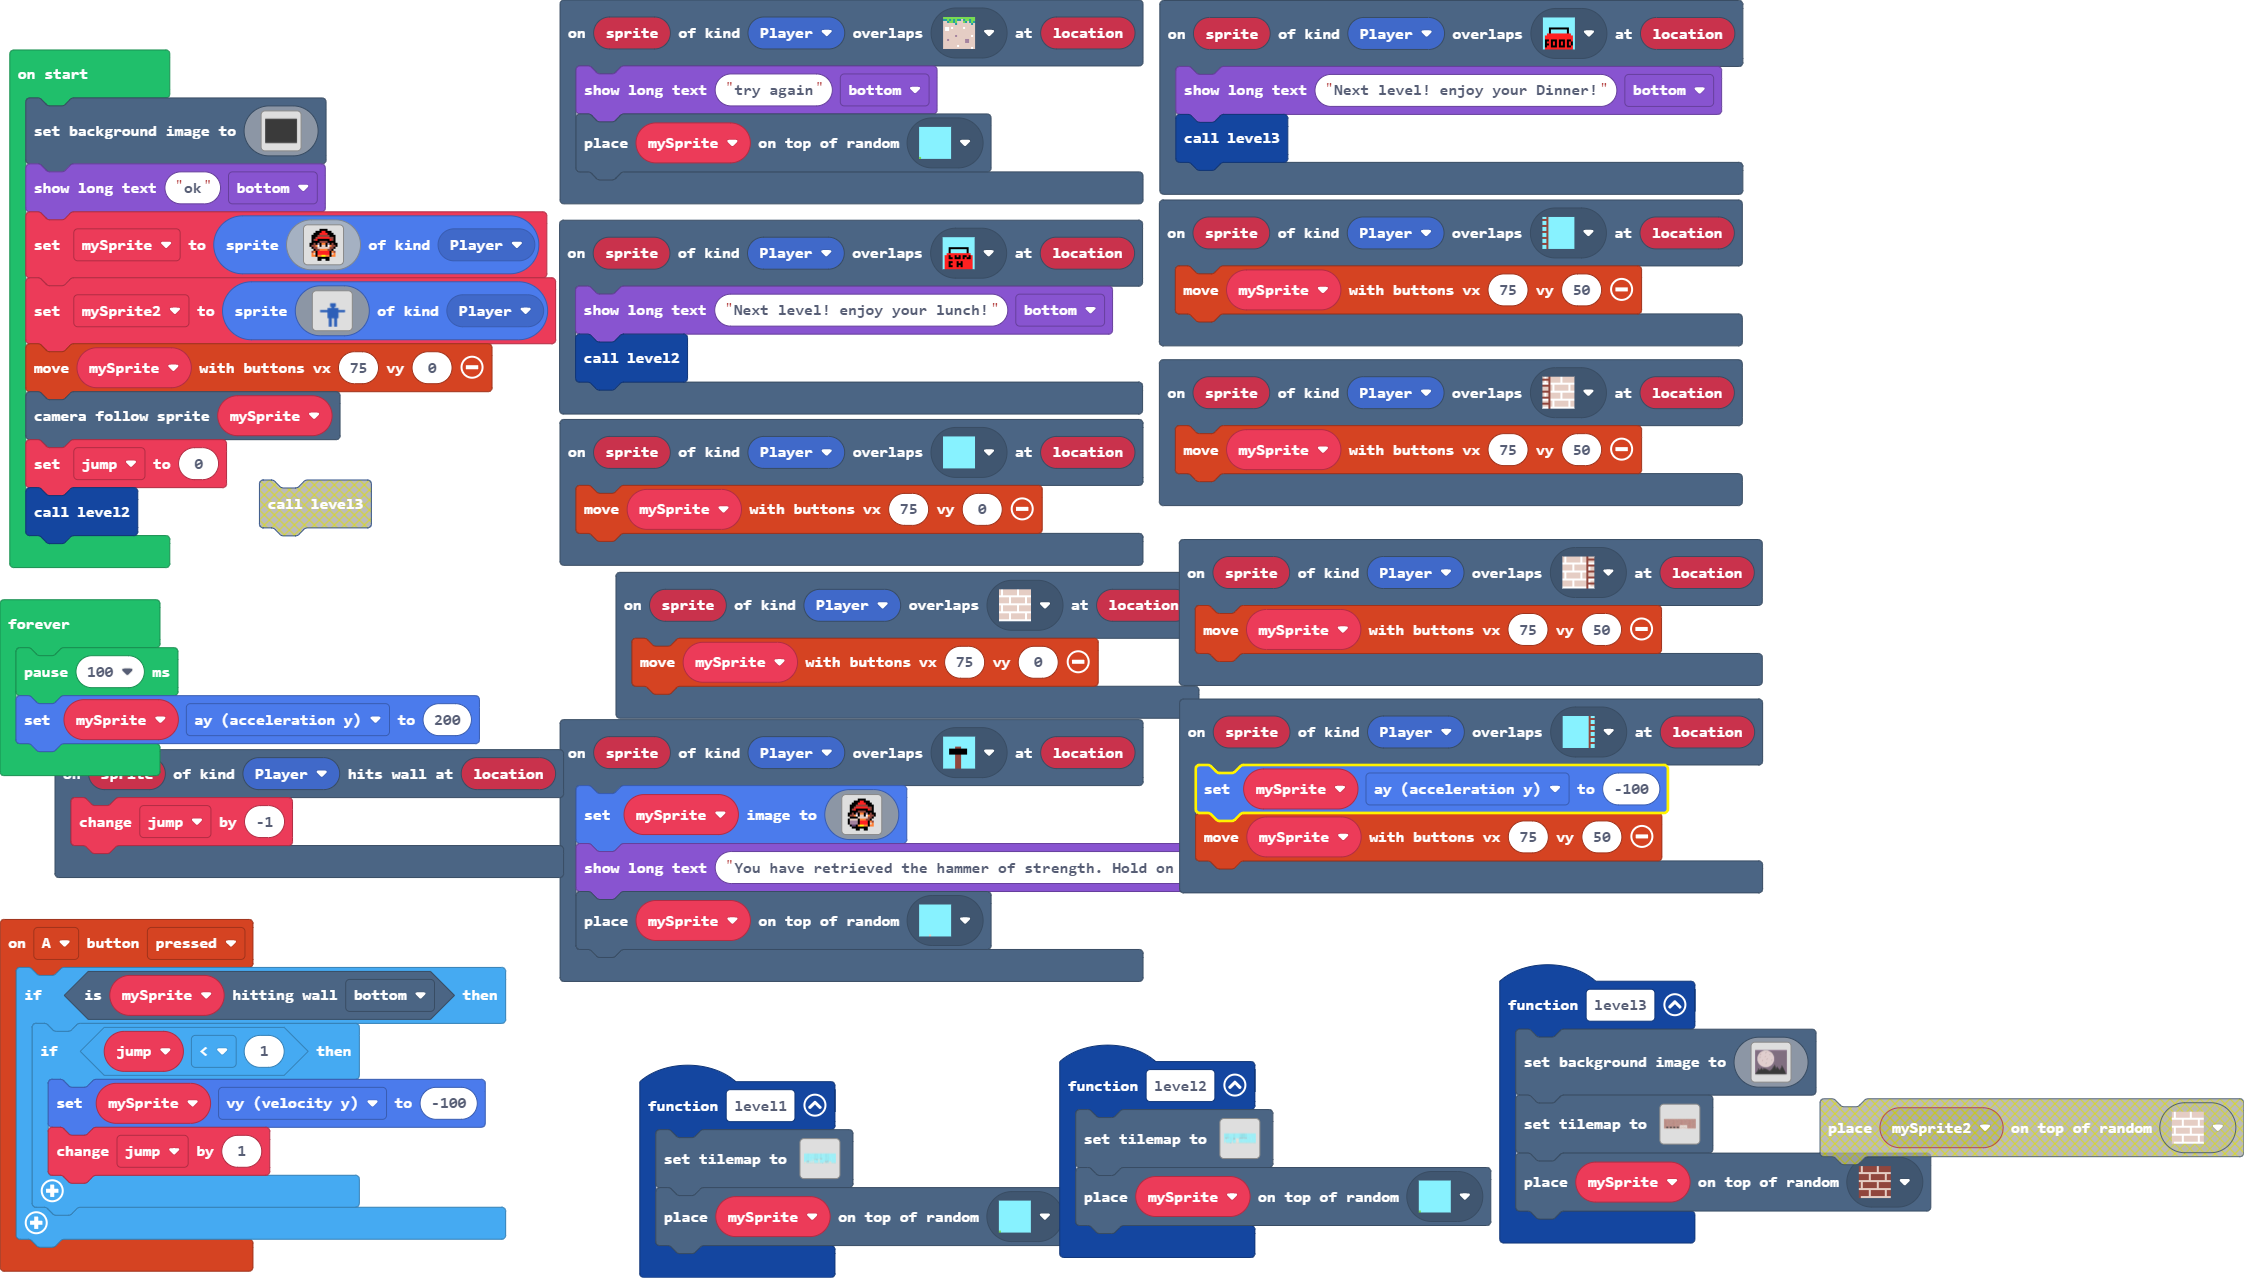 on start
set background image to
show long text "ok" bottom
set mySprite to sprite of kind Player
set mySprite2 to sprite of kind Player
move mySprite with buttons vx 75 vy 0
camera follow sprite mySprite
set jump to 0
call level2
call level3
forever
pause 100 ms
set mySprite ay (acceleration y) to 200
on sprite of kind Player hits wall at location
change jump by -1
on A button pressed
if is mySprite hitting wall bottom then
if jump < 1 then
set mySprite vy (velocity y) to -100
change jump by 1
on sprite of kind Player overlaps at location
show long text "try again" bottom
place mySprite on top of random
on sprite of kind Player overlaps at location
show long text "Next level! enjoy your lunch!" bottom
call level2
on sprite of kind Player overlaps at location
move mySprite with buttons vx 75 vy 0
on sprite of kind Player overlaps at location
move mySprite with buttons vx 75 vy 0
on sprite of kind Player overlaps at location
set mySprite image to
show long text "You have retrieved the hammer of strength. Hold on
place mySprite on top of random
on sprite of kind Player overlaps FOOD at location
show long text "Next level! enjoy your Dinner!" bottom
call level3
on sprite of kind Player overlaps at location
move mySprite with buttons vx 75 vy 50
on sprite of kind Player overlaps at location
move mySprite with buttons vx 75 vy 50
on sprite of kind Player overlaps at location
move mySprite with buttons vx 75 vy 50
on sprite of kind Player overlaps at location
set mySprite ay (acceleration y) to -100
move mySprite with buttons vx 75 vy 50
function level1
set tilemap to
place mySprite on top of random
function level2
set tilemap to
place mySprite on top of random
function level3
set background image to
set tilemap to
place mySprite on top of random
place mySprite2 on top of random